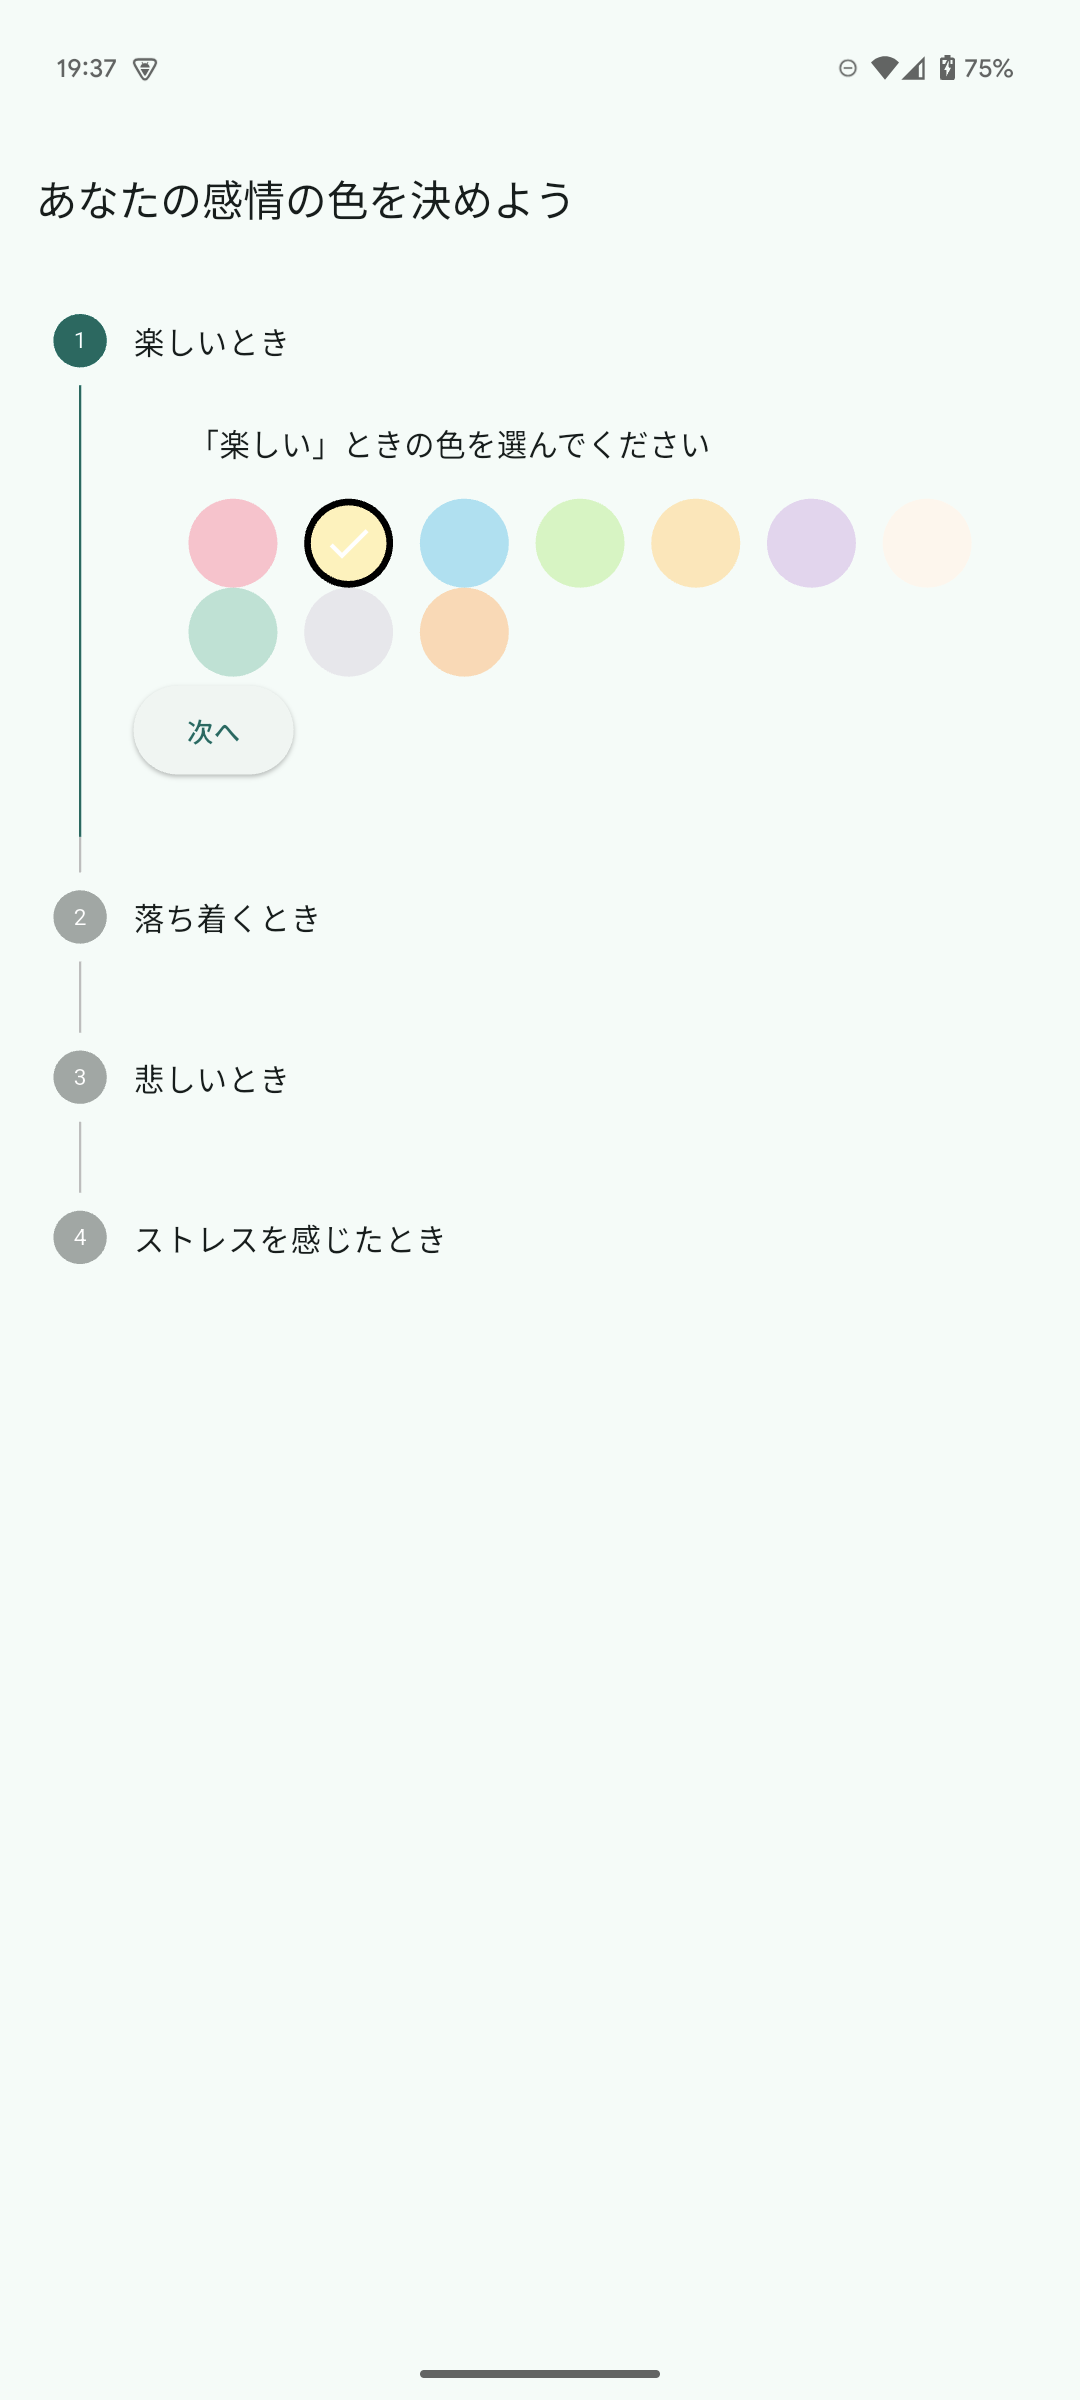 19:37
75%
あなたの感情の色を決めよう
1 楽しいとき
「楽しい」ときの色を選んでください
次へ
2 落ち着くとき
3 悲しいとき
4 ストレスを感じたとき